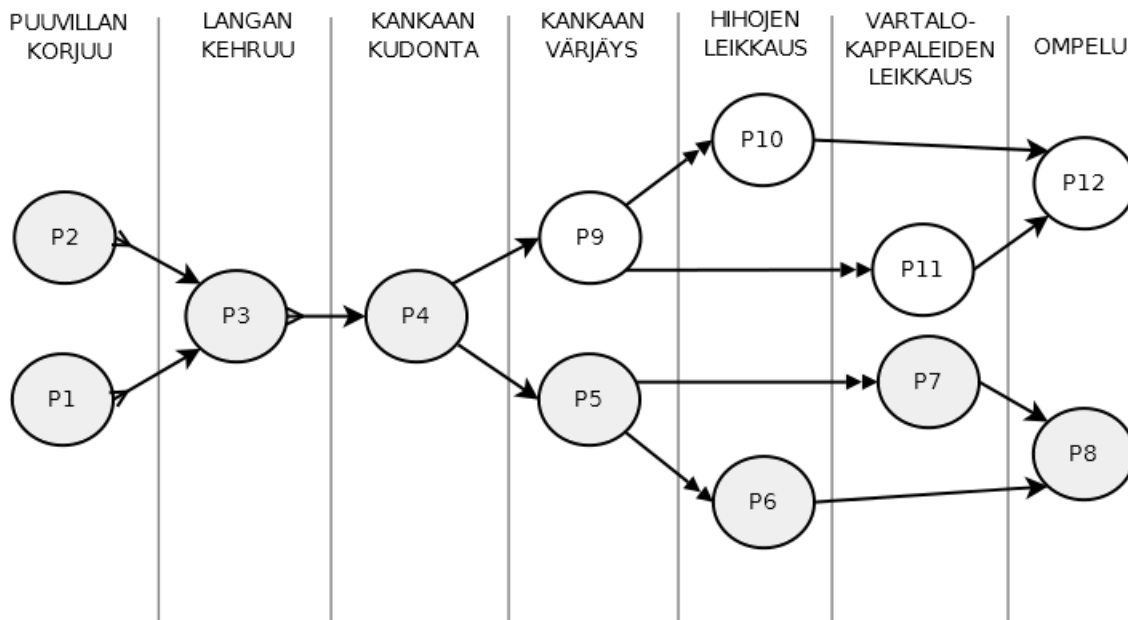 PUUVILLAN
KORJUU
LANGAN
KEHRUU
KANKAAN
KUDONTA
KANKAAN
VÄRJÄYS
HIHOJEN
LEIKKAUS
VARTALO-
KAPPALEIDEN
LEIKKAUS
OMPELU
P10
P12
P2
P9
P11
P3
P4
P7
P1
P5
P8
P6